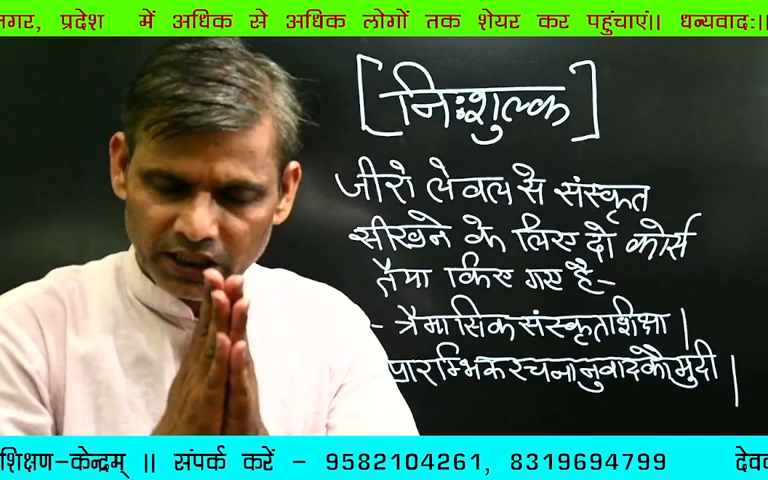 नगर, प्रदेश में अधिक से अधिक लोगों तक शेयर कर पहुंचाएं।। धन्यवादः।।
[निःशुल्क]
जीरो लेवल से संस्कृत
सीखने के लिए दो कोर्स
तैया किए गए है-
- त्रैमासिकसंस्कृतशिक्षा |
प्रारम्भिकरचनानुवादकौमुदी |
शिक्षण-केन्द्रम् || संपर्क करें - 9582104261, 8319694799